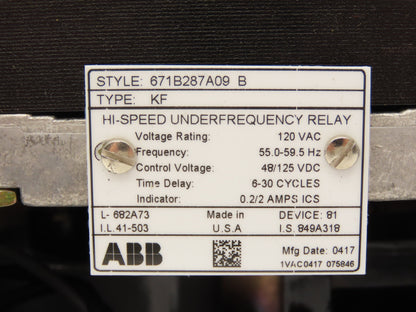 STYLE: 671B287A09 B
TYPE: KF
HI-SPEED UNDERFREQUENCY RELAY
Voltage Rating: 120 VAC
Frequency: 55.0-59.5 Hz
Control Voltage: 48/125 VDC
Time Delay: 6-30 CYCLES
Indicator: 0.2/2 AMPS ICS
L- 682A73 Made in DEVICE: 81
I.L. 41-503 U.S.A I.S. 849A318
ABB Mfg Date: 0417
1VAC0417 075846